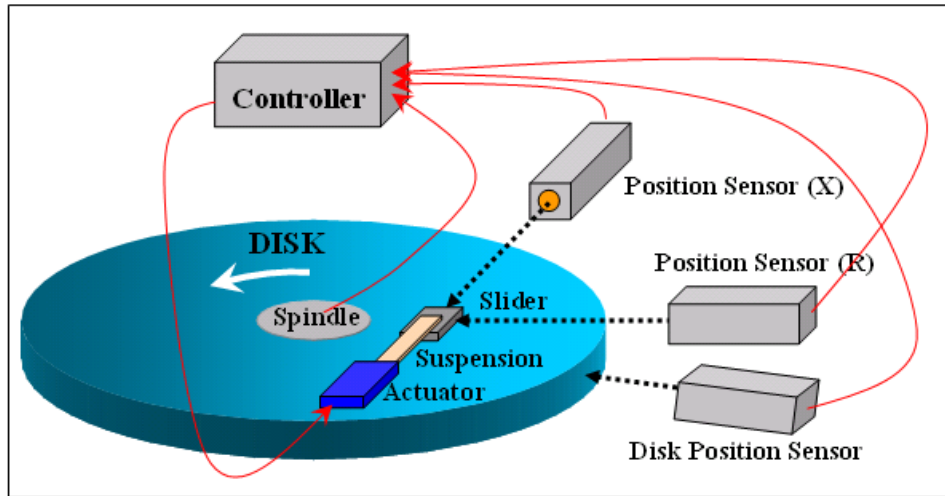 Controller
Position Sensor (X)
DISK
Position Sensor (R)
Slider
Spindle
Suspension
Actuator
Disk Position Sensor